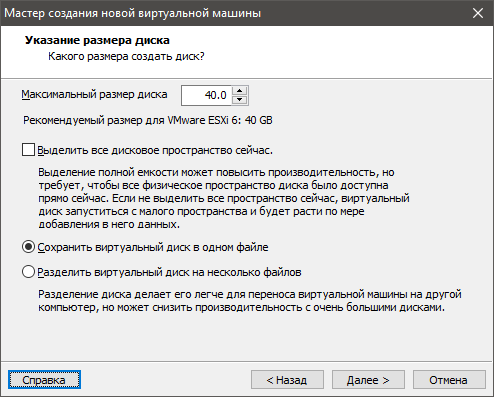 Мастер создания новой виртуальной машины
Указание размера диска
Какого размера создать диск?
Максимальный размер диска 40.0
Рекомендуемый размер для VMware ESXi 6: 40 GB
Выделить все дисковое пространство сейчас.
Выделение полной емкости может повысить производительность, но
требует, чтобы все физическое пространство диска было доступна
прямо сейчас. Если не выделить все пространство сейчас, виртуальный
диск запуститься с малого пространства и будет расти по мере
добавления в него данных.
Сохранить виртуальный диск в одном файле
Разделить виртуальный диск на несколько файлов
Разделение диска делает его легче для переноса виртуальной машины на другой
компьютер, но может снизить производительность с очень большими дисками.
Справка < Назад Далее > Отмена